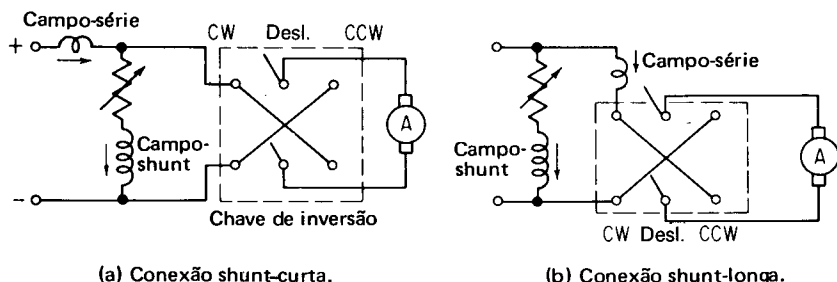 Campo-série
CW Desl. CCW
+
A
Campo-
shunt
-
Chave de inversão
(a) Conexão shunt-curta.
Campo-série
Campo-
shunt
A
CW Desl. CCW
(b) Conexão shunt-longa.